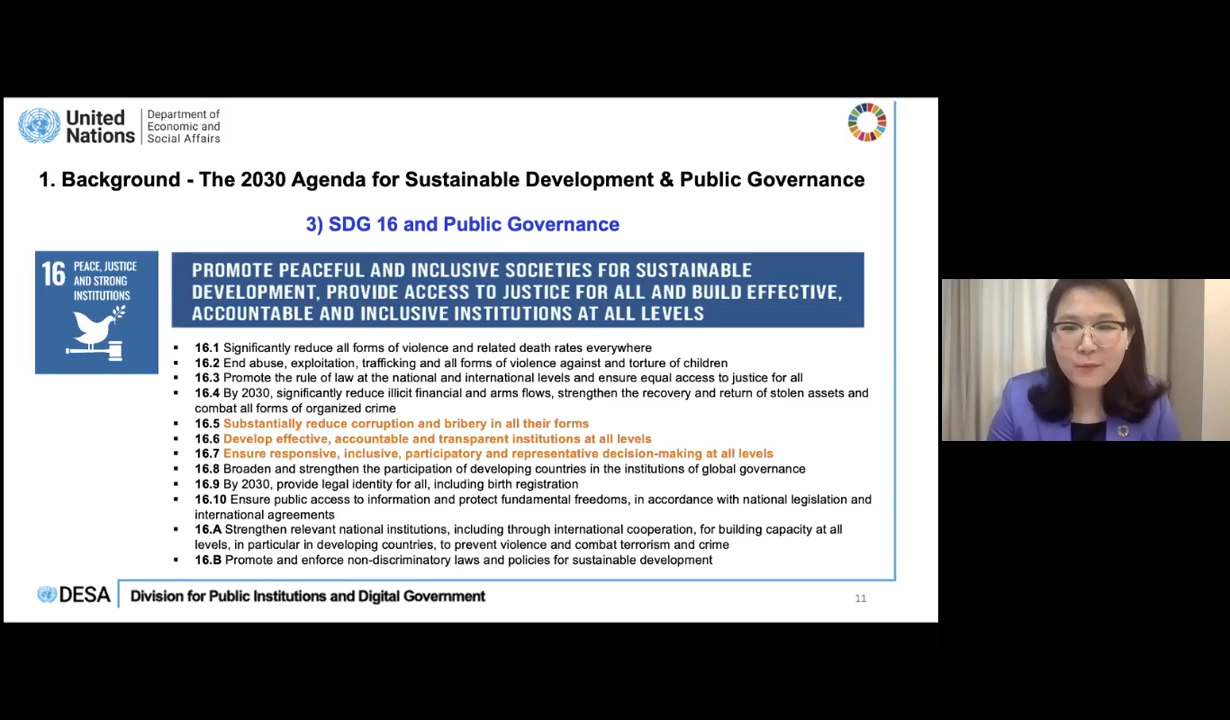 United
Nations
Department of
Economic and
Social Affairs
1. Background - The 2030 Agenda for Sustainable Development & Public Governance
3) SDG 16 and Public Governance
16 PEACE, JUSTICE
AND STRONG
INSTITUTIONS
PROMOTE PEACEFUL AND INCLUSIVE SOCIETIES FOR SUSTAINABLE
DEVELOPMENT, PROVIDE ACCESS TO JUSTICE FOR ALL AND BUILD EFFECTIVE,
ACCOUNTABLE AND INCLUSIVE INSTITUTIONS AT ALL LEVELS
▪ 16.1 Significantly reduce all forms of violence and related death rates everywhere
▪ 16.2 End abuse, exploitation, trafficking and all forms of violence against and torture of children
▪ 16.3 Promote the rule of law at the national and international levels and ensure equal access to justice for all
▪ 16.4 By 2030, significantly reduce illicit financial and arms flows, strengthen the recovery and return of stolen assets and
combat all forms of organized crime
▪ 16.5 Substantially reduce corruption and bribery in all their forms
▪ 16.6 Develop effective, accountable and transparent institutions at all levels
▪ 16.7 Ensure responsive, inclusive, participatory and representative decision-making at all levels
▪ 16.8 Broaden and strengthen the participation of developing countries in the institutions of global governance
▪ 16.9 By 2030, provide legal identity for all, including birth registration
▪ 16.10 Ensure public access to information and protect fundamental freedoms, in accordance with national legislation and
international agreements
▪ 16.A Strengthen relevant national institutions, including through international cooperation, for building capacity at all
levels, in particular in developing countries, to prevent violence and combat terrorism and crime
▪ 16.B Promote and enforce non-discriminatory laws and policies for sustainable development
DESA Division for Public Institutions and Digital Government
11